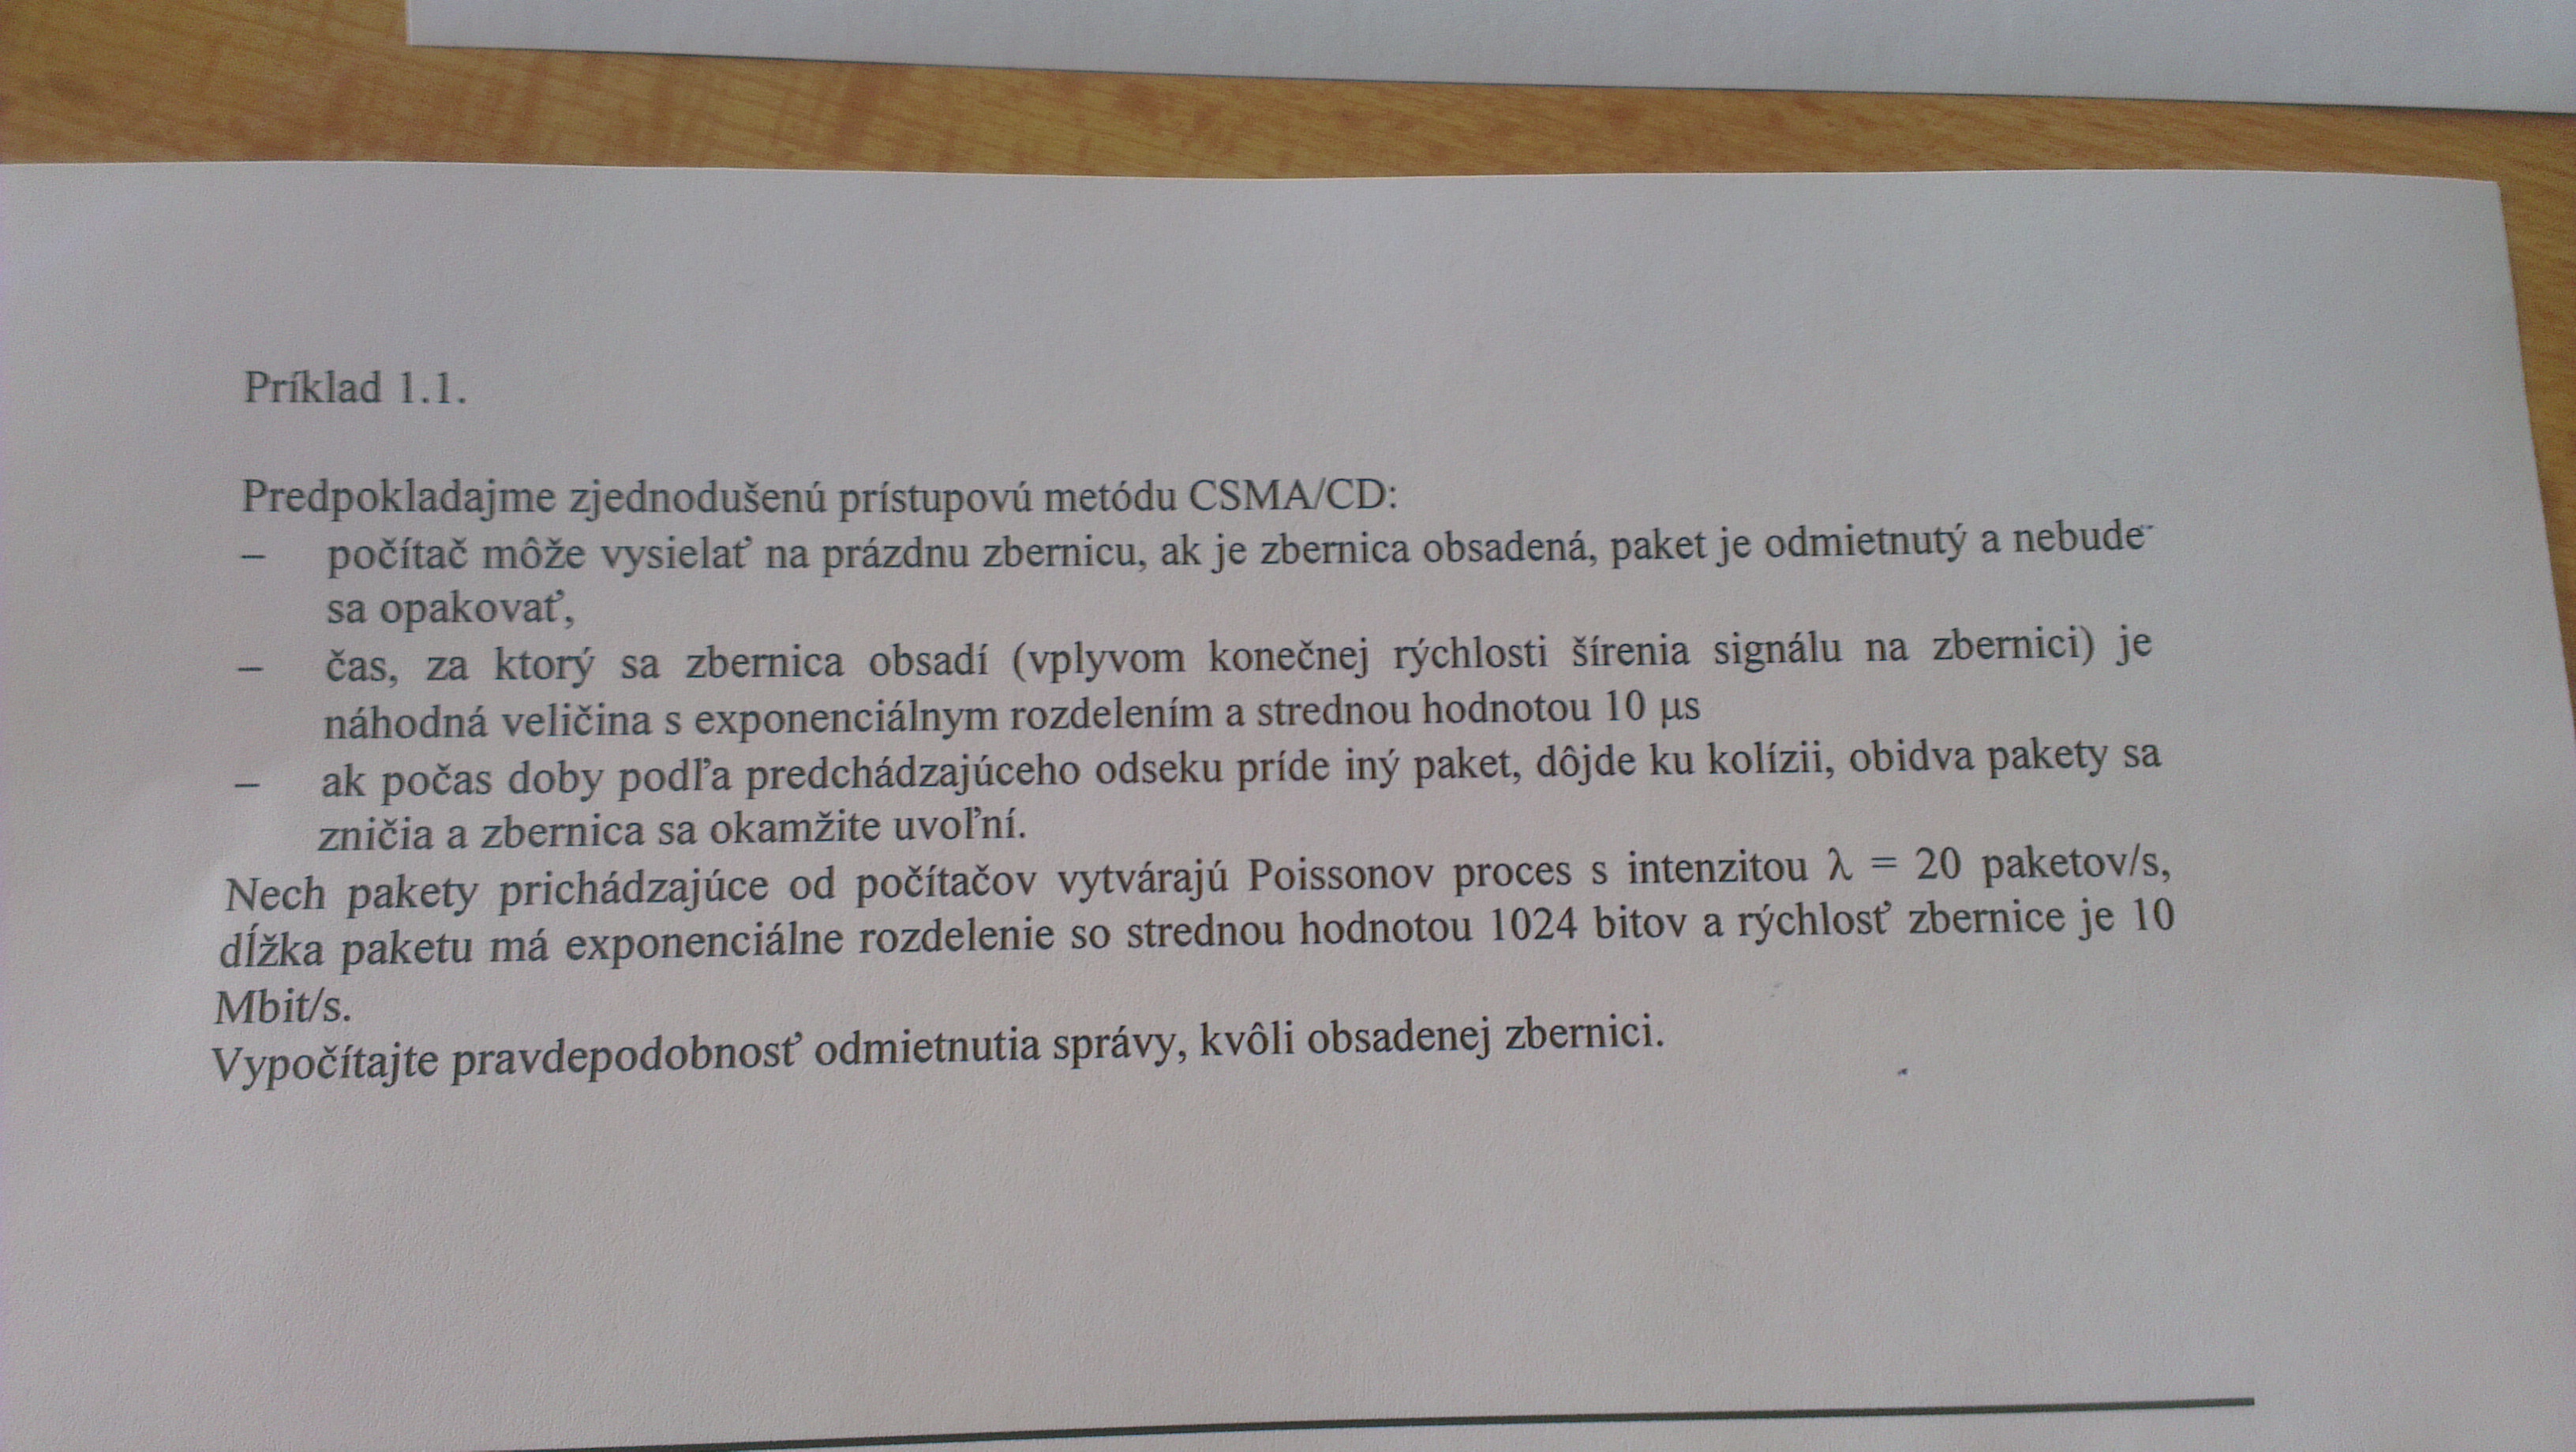 Príklad 1.1.
Predpokladajme zjednodušenú prístupovú metódu CSMA/CD:
– počítač môže vysielať na prázdnu zbernicu, ak je zbernica obsadená, paket je odmietnutý a nebude
sa opakovať,
– čas, za ktorý sa zbernica obsadí (vplyvom konečnej rýchlosti šírenia signálu na zbernici) je
náhodná veličina s exponenciálnym rozdelením a strednou hodnotou 10 μs
– ak počas doby podľa predchádzajúceho odseku príde iný paket, dôjde ku kolízii, obidva pakety sa
zničia a zbernica sa okamžite uvoľní.
Nech pakety prichádzajúce od počítačov vytvárajú Poissonov proces s intenzitou λ = 20 paketov/s,
dĺžka paketu má exponenciálne rozdelenie so strednou hodnotou 1024 bitov a rýchlosť zbernice je 10
Mbit/s.
Vypočítajte pravdepodobnosť odmietnutia správy, kvôli obsadenej zbernici.